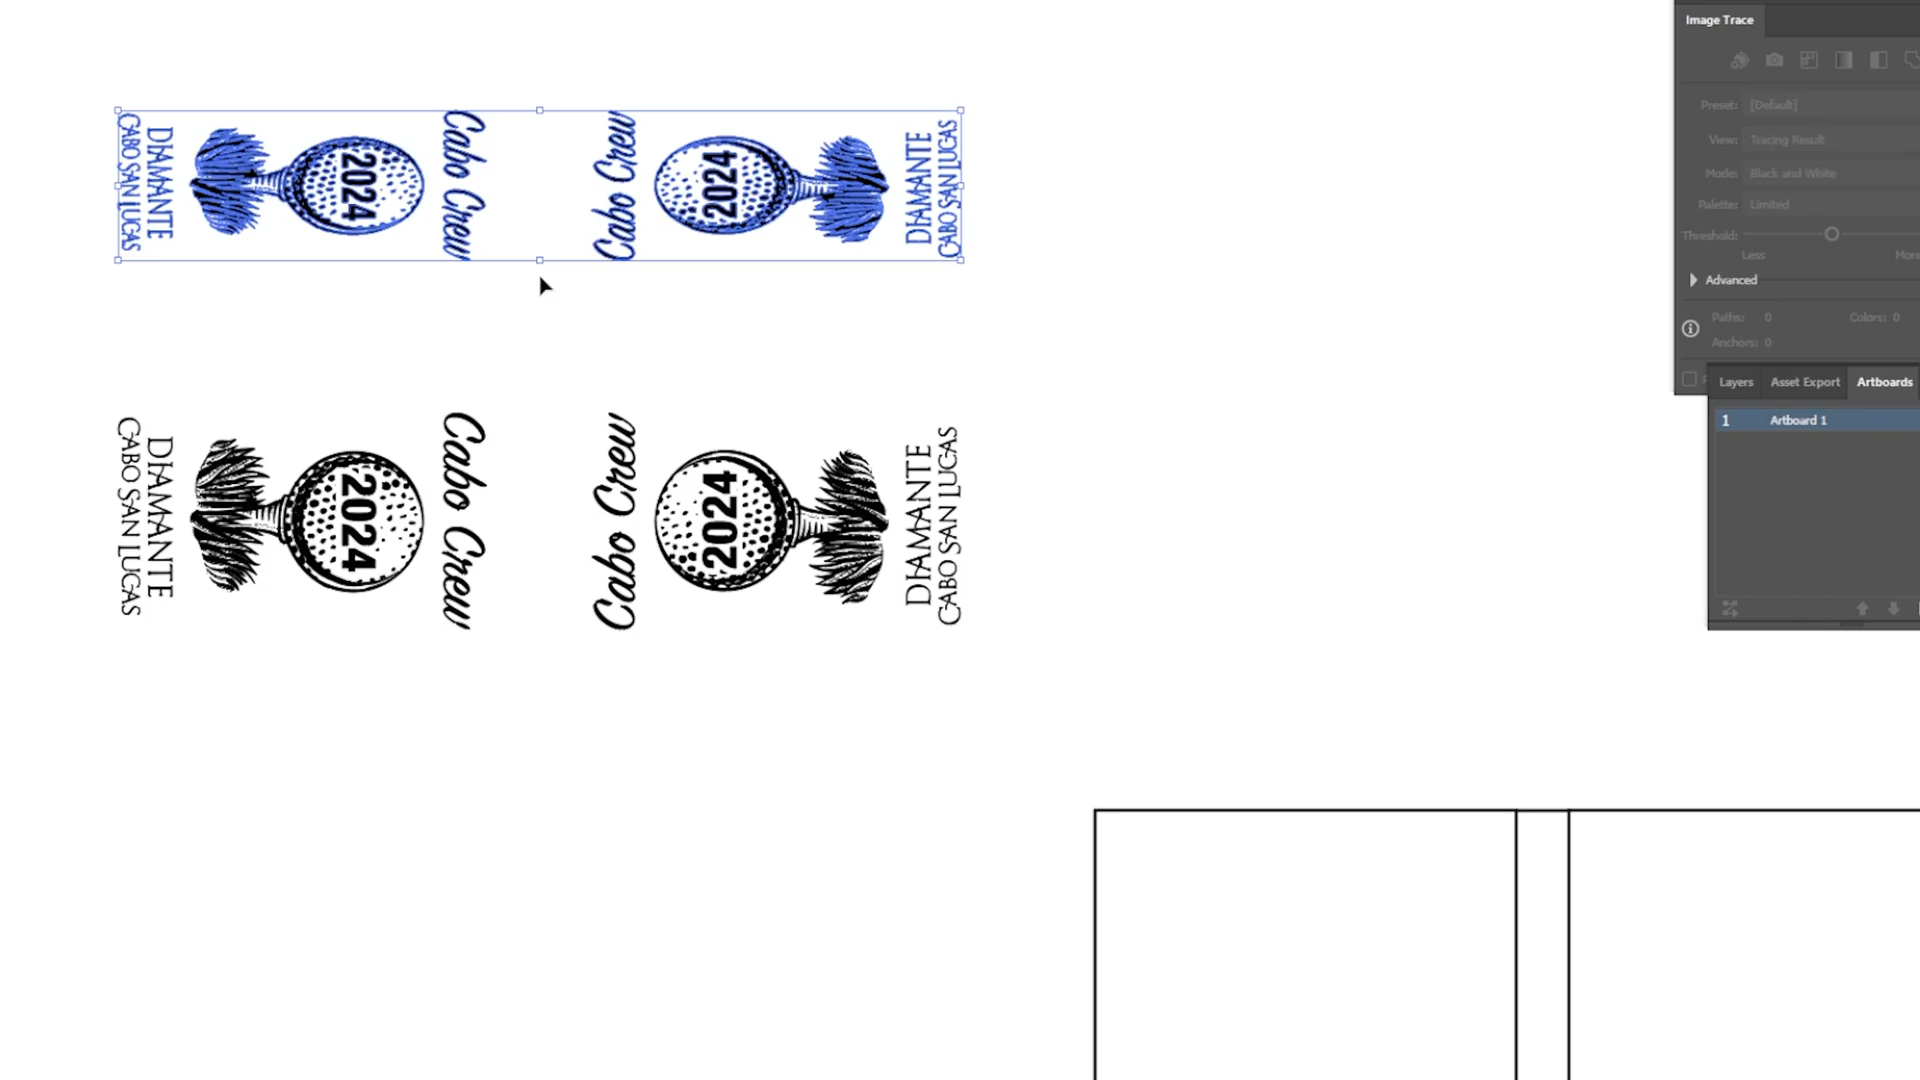 Image Trace
Preset: [Default]
View: Tracing Result
Mode: Black and White
Palette: Limited
Threshold:
Less More
Advanced
Paths: 0 Colors: 0
Anchors: 0
Layers Asset Export Artboards
1 Artboard 1
DIAMANTE
CABO SAN LUCAS
2024
Cabo Crew
Cabo Crew
2024
DIAMANTE
CABO SAN LUCAS
DIAMANTE
CABO SAN LUCAS
2024
Cabo Crew
Cabo Crew
2024
DIAMANTE
CABO SAN LUCAS